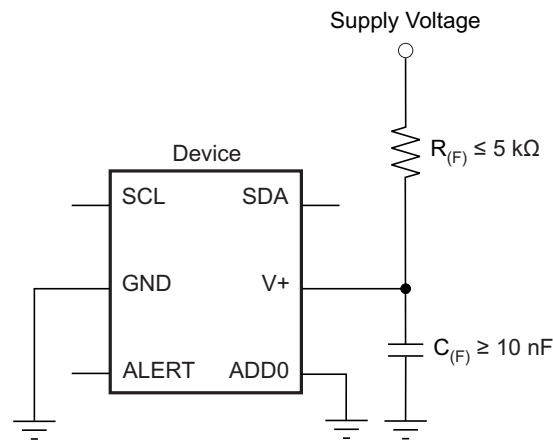 Supply Voltage
R(F) ≤ 5 kΩ
Device
SCL SDA
GND V+
C(F) ≥ 10 nF
ALERT ADD0